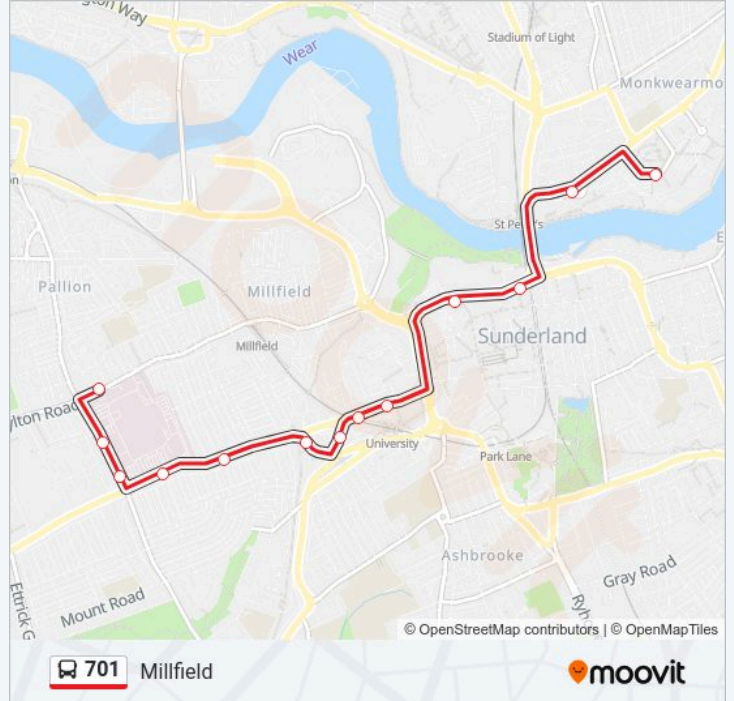 Stadium of Light
Wear
Monkwearmo
St Peter's
Pallion
Millfield
Sunderland
Millfield
ylton Road
University
Park Lane
Ashbrooke
Gray Road
Mount Road
Ettrick G
Ryho
© OpenStreetMap contributors | © OpenMapTiles
701 Millfield
moovit